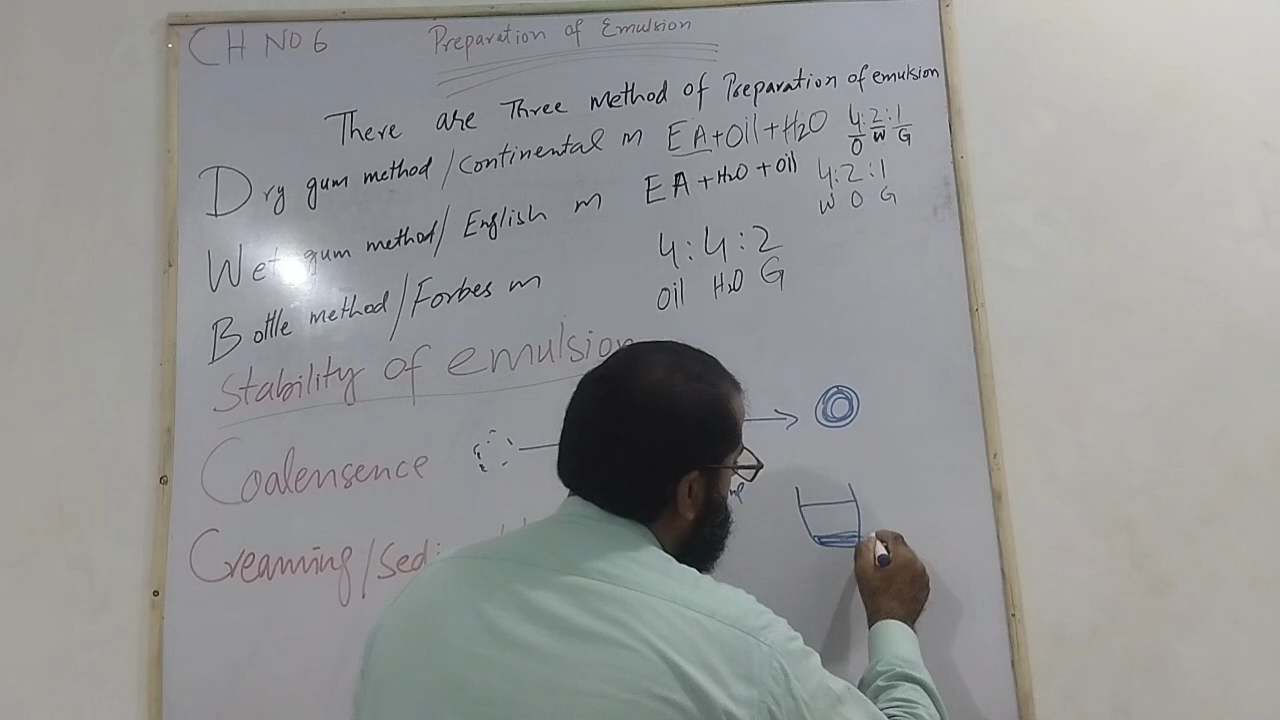 CH NO 6 Preparation of Emulsion
There are Three method of Preparation of emulsion
Dry gum method / Continental m EA+Oil+H2O 4:2:1
O W G
Wet gum method / English m EA+H2O+Oil 4:2:1
W O G
Bottle method / Forbes m 4:4:2
Oil H2O G
Stability of emulsion
Coalensence
Creaming / Sedi